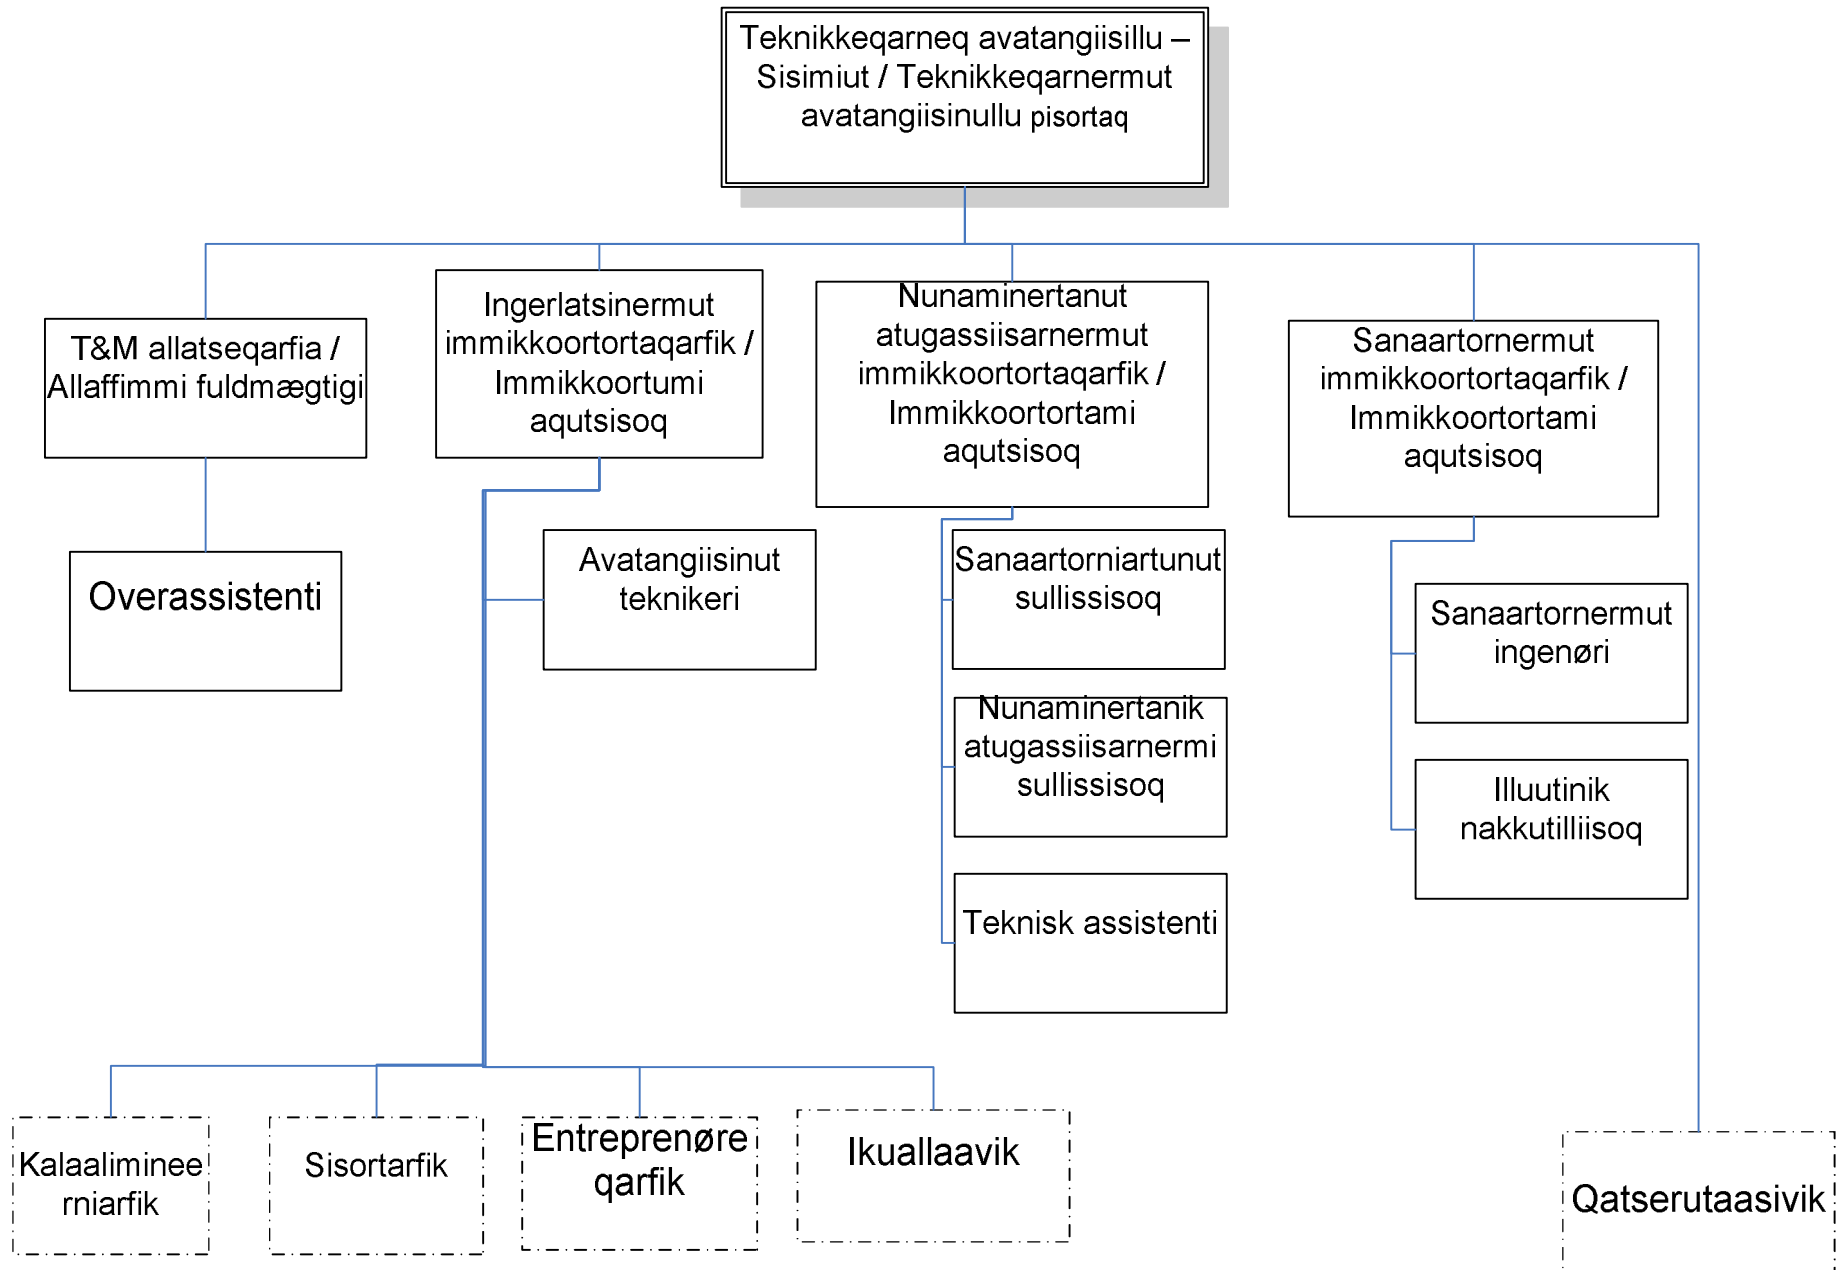 Teknikkeqarneq avatangiisillu –
Sisimiut / Teknikkeqarnermut
avatangiisinullu pisortaq
T&M allatseqarfia /
Allaffimmi fuldmægtigi
Ingerlatsinermut
immikkoortortaqarfik /
Immikkoortumi
aqutsisoq
Nunaminertanut
atugassiisarnermut
immikkoortortaqarfik /
Immikkoortortami
aqutsisoq
Sanaartornermut
immikkoortortaqarfik /
Immikkoortortami
aqutsisoq
Overassistenti
Avatangiisinut
teknikeri
Sanaartorniartunut
sullissisoq
Nunaminertanik
atugassiisarnermi
sullissisoq
Teknisk assistenti
Sanaartornermut
ingenøri
Illuutinik
nakkutilliisoq
Kalaaliminee
rniarfik
Sisortarfik
Entreprenøre
qarfik
Ikuallaavik
Qatserutaasivik